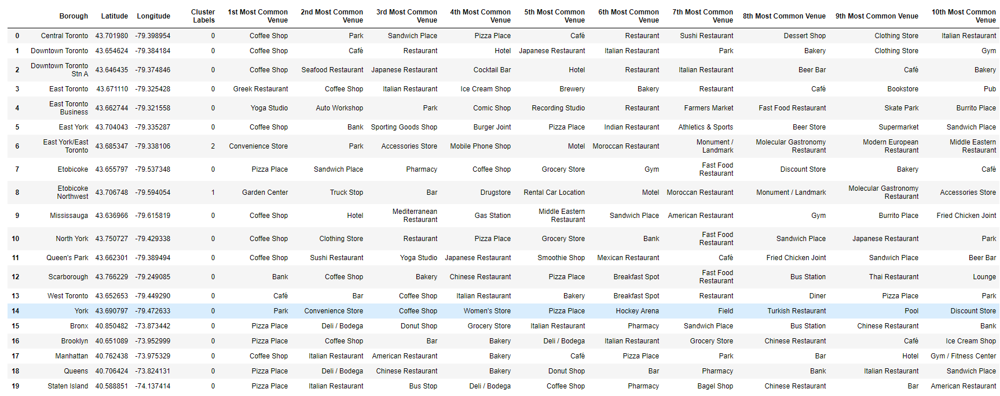 Borough Latitude Longitude Cluster Labels 1st Most Common Venue 2nd Most Common Venue 3rd Most Common Venue 4th Most Common Venue 5th Most Common Venue 6th Most Common Venue 7th Most Common Venue 8th Most Common Venue 9th Most Common Venue 10th Most Common Venue
0 Central Toronto 43.701980 -79.398954 0 Coffee Shop Park Sandwich Place Pizza Place Café Restaurant Sushi Restaurant Dessert Shop Clothing Store Italian Restaurant
1 Downtown Toronto 43.654624 -79.384184 0 Coffee Shop Café Restaurant Hotel Japanese Restaurant Italian Restaurant Park Bakery Clothing Store Gym
2 Downtown Toronto Stn A 43.646435 -79.374846 0 Coffee Shop Seafood Restaurant Japanese Restaurant Cocktail Bar Hotel Restaurant Italian Restaurant Beer Bar Café Bakery
3 East Toronto 43.671110 -79.325428 0 Greek Restaurant Coffee Shop Italian Restaurant Ice Cream Shop Brewery Bakery Restaurant Café Bookstore Pub
4 East Toronto Business 43.662744 -79.321558 0 Yoga Studio Auto Workshop Park Comic Shop Recording Studio Restaurant Farmers Market Fast Food Restaurant Skate Park Burrito Place
5 East York 43.704043 -79.335287 0 Coffee Shop Bank Sporting Goods Shop Burger Joint Pizza Place Indian Restaurant Athletics & Sports Beer Store Supermarket Sandwich Place
6 East York/East Toronto 43.685347 -79.338106 2 Convenience Store Park Accessories Store Mobile Phone Shop Motel Moroccan Restaurant Monument / Landmark Molecular Gastronomy Restaurant Modern European Restaurant Middle Eastern Restaurant
7 Etobicoke 43.655797 -79.537348 0 Pizza Place Sandwich Place Pharmacy Coffee Shop Grocery Store Gym Fast Food Restaurant Discount Store Bakery Café
8 Etobicoke Northwest 43.706748 -79.594054 1 Garden Center Truck Stop Bar Drugstore Rental Car Location Motel Moroccan Restaurant Monument / Landmark Molecular Gastronomy Restaurant Accessories Store
9 Mississauga 43.636966 -79.615819 0 Coffee Shop Hotel Mediterranean Restaurant Gas Station Middle Eastern Restaurant Sandwich Place American Restaurant Gym Burrito Place Fried Chicken Joint
10 North York 43.750727 -79.429338 0 Coffee Shop Clothing Store Restaurant Pizza Place Grocery Store Bank Fast Food Restaurant Sandwich Place Japanese Restaurant Park
11 Queen's Park 43.662301 -79.389494 0 Coffee Shop Sushi Restaurant Yoga Studio Japanese Restaurant Smoothie Shop Mexican Restaurant Café Fried Chicken Joint Sandwich Place Beer Bar
12 Scarborough 43.766229 -79.249085 0 Bank Coffee Shop Bakery Chinese Restaurant Pizza Place Breakfast Spot Fast Food Restaurant Bus Station Thai Restaurant Lounge
13 West Toronto 43.652653 -79.449290 0 Café Bar Coffee Shop Italian Restaurant Bakery Breakfast Spot Restaurant Diner Pizza Place Park
14 York 43.690797 -79.472633 0 Park Convenience Store Coffee Shop Women's Store Pizza Place Hockey Arena Field Turkish Restaurant Pool Discount Store
15 Bronx 40.850482 -73.873442 0 Pizza Place Deli / Bodega Donut Shop Grocery Store Italian Restaurant Pharmacy Sandwich Place Bus Station Chinese Restaurant Bank
16 Brooklyn 40.651089 -73.952999 0 Pizza Place Coffee Shop Bar Bakery Deli / Bodega Italian Restaurant Grocery Store Chinese Restaurant Café Ice Cream Shop
17 Manhattan 40.762438 -73.975329 0 Coffee Shop Italian Restaurant American Restaurant Bakery Café Pizza Place Park Bar Hotel Gym / Fitness Center
18 Queens 40.706424 -73.824131 0 Pizza Place Deli / Bodega Chinese Restaurant Bakery Donut Shop Bar Pharmacy Bank Italian Restaurant Sandwich Place
19 Staten Island 40.588851 -74.137414 0 Pizza Place Italian Restaurant Bus Stop Deli / Bodega Coffee Shop Pharmacy Bagel Shop Chinese Restaurant Bar American Restaurant